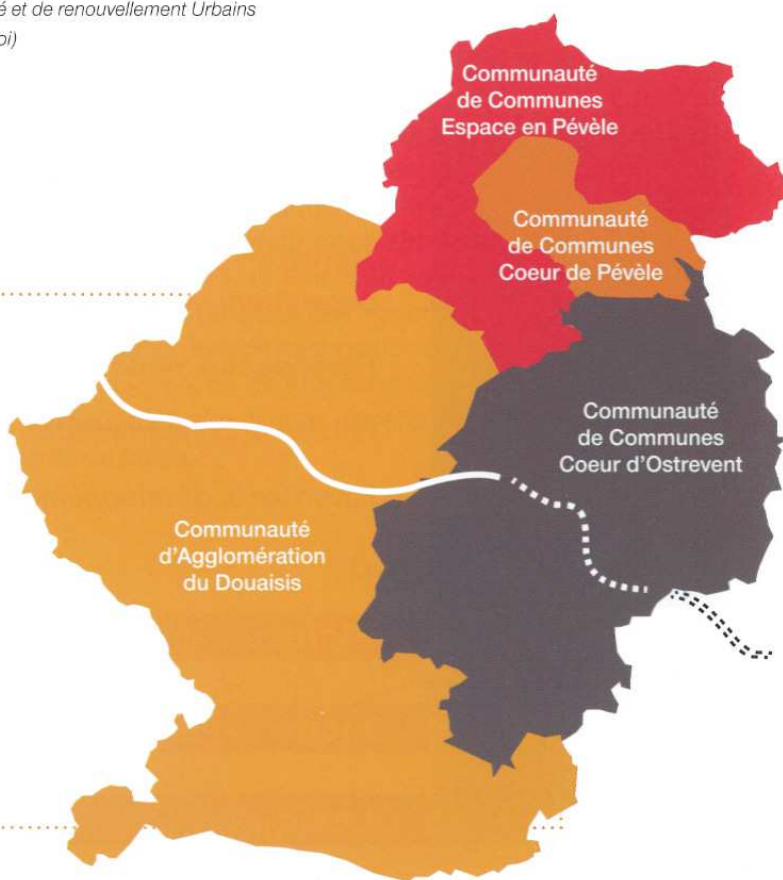 é et de renouvellement Urbains
oi)
Communauté
de Communes
Espace en Pévèle
Communauté
de Communes
Coeur de Pévèle
Communauté
de Communes
Coeur d'Ostrevent
Communauté
d'Agglomération
du Douaisis